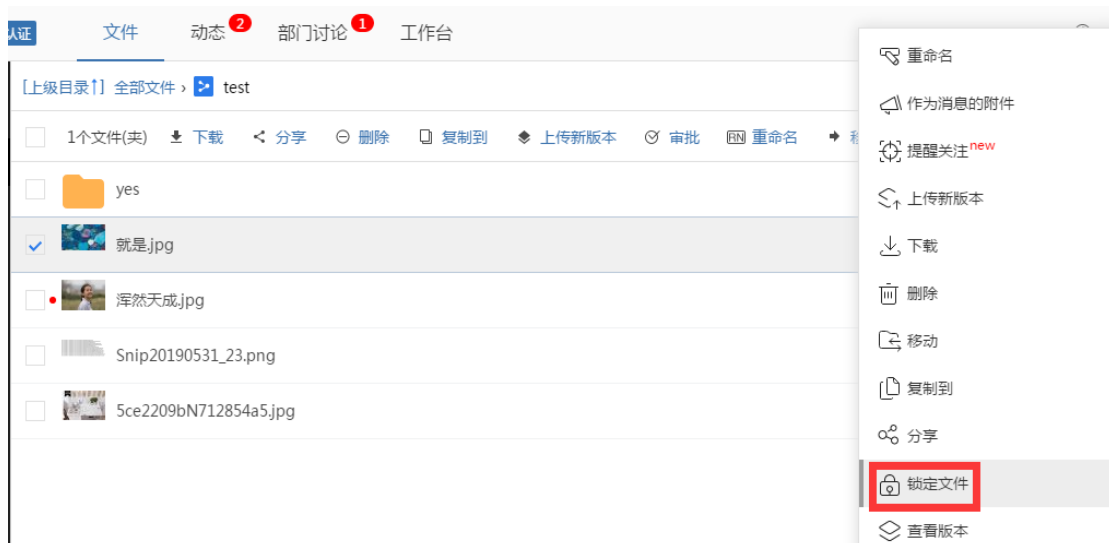 认证 文件 动态 2 部门讨论 1 工作台
[上级目录↑] 全部文件 › test
1个文件(夹) 下载 分享 删除 复制到 上传新版本 审批 RN 重命名
yes
就是.jpg
浑然天成.jpg
Snip20190531_23.png
5ce2209bN712854a5.jpg
重命名
作为消息的附件
提醒关注new
上传新版本
下载
删除
移动
复制到
分享
锁定文件
查看版本